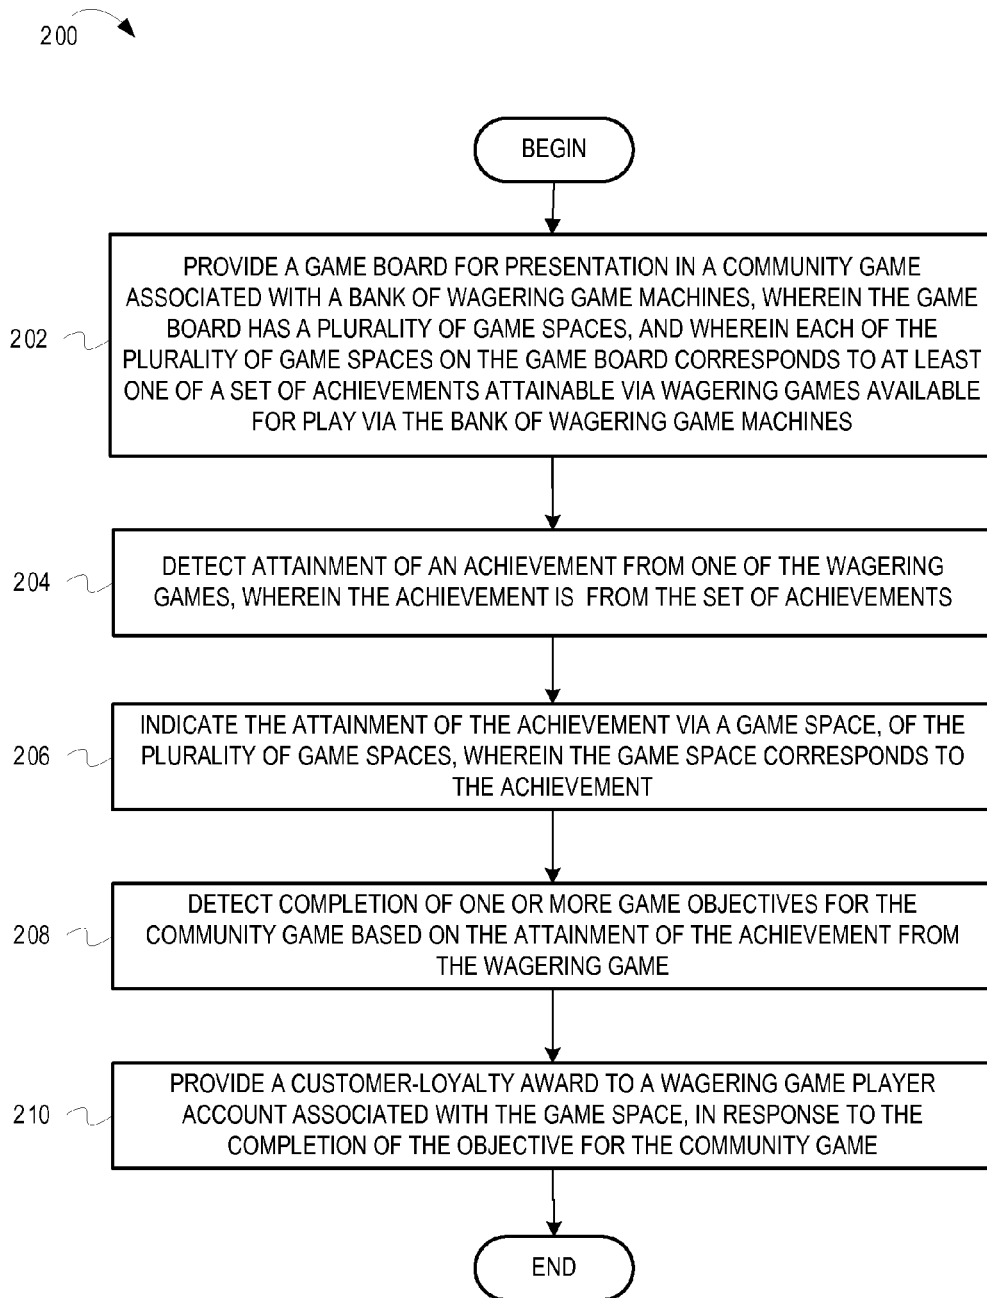 200
BEGIN
PROVIDE A GAME BOARD FOR PRESENTATION IN A COMMUNITY GAME
ASSOCIATED WITH A BANK OF WAGERING GAME MACHINES, WHEREIN THE GAME
BOARD HAS A PLURALITY OF GAME SPACES, AND WHEREIN EACH OF THE
PLURALITY OF GAME SPACES ON THE GAME BOARD CORRESPONDS TO AT LEAST
ONE OF A SET OF ACHIEVEMENTS ATTAINABLE VIA WAGERING GAMES AVAILABLE
FOR PLAY VIA THE BANK OF WAGERING GAME MACHINES
202
DETECT ATTAINMENT OF AN ACHIEVEMENT FROM ONE OF THE WAGERING
GAMES, WHEREIN THE ACHIEVEMENT IS FROM THE SET OF ACHIEVEMENTS
204
INDICATE THE ATTAINMENT OF THE ACHIEVEMENT VIA A GAME SPACE, OF THE
PLURALITY OF GAME SPACES, WHEREIN THE GAME SPACE CORRESPONDS TO
THE ACHIEVEMENT
206
DETECT COMPLETION OF ONE OR MORE GAME OBJECTIVES FOR THE
COMMUNITY GAME BASED ON THE ATTAINMENT OF THE ACHIEVEMENT FROM
THE WAGERING GAME
208
PROVIDE A CUSTOMER-LOYALTY AWARD TO A WAGERING GAME PLAYER
ACCOUNT ASSOCIATED WITH THE GAME SPACE, IN RESPONSE TO THE
COMPLETION OF THE OBJECTIVE FOR THE COMMUNITY GAME
210
END